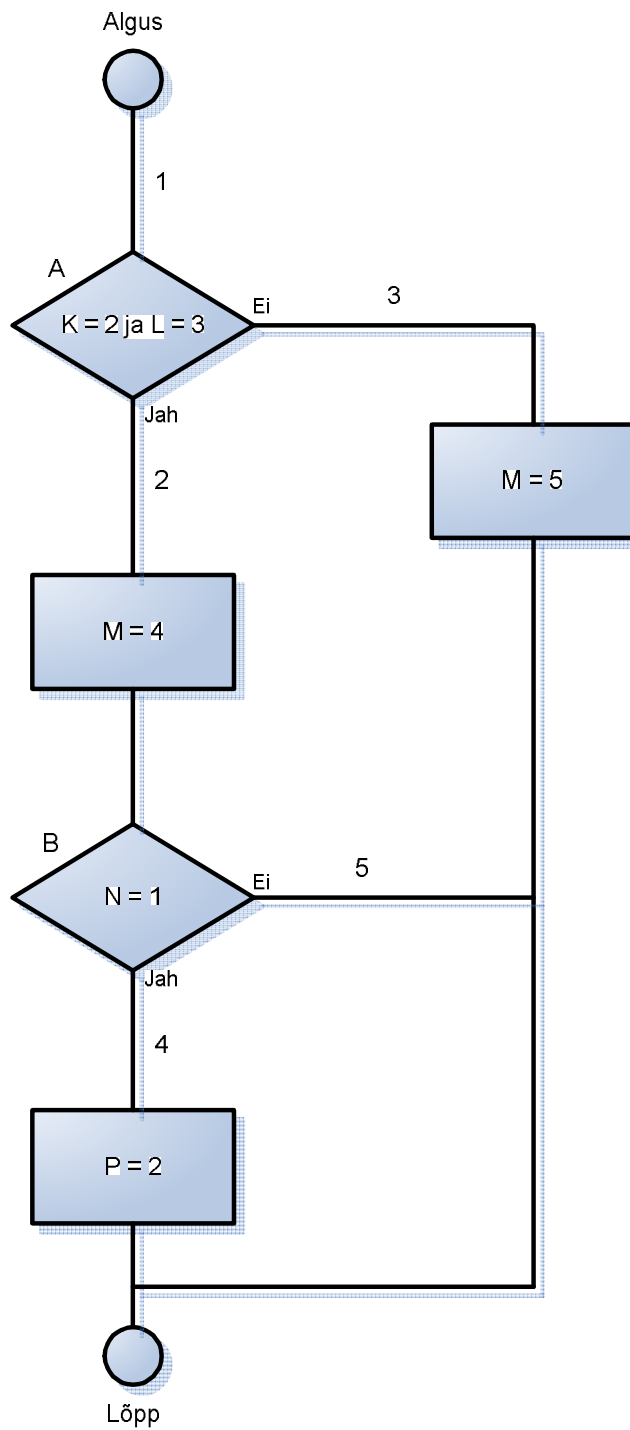 Algus
1
A
K = 2 ja L = 3
Ei
3
Jah
2
M = 5
M = 4
B
N = 1
Ei
5
Jah
4
P = 2
Lõpp